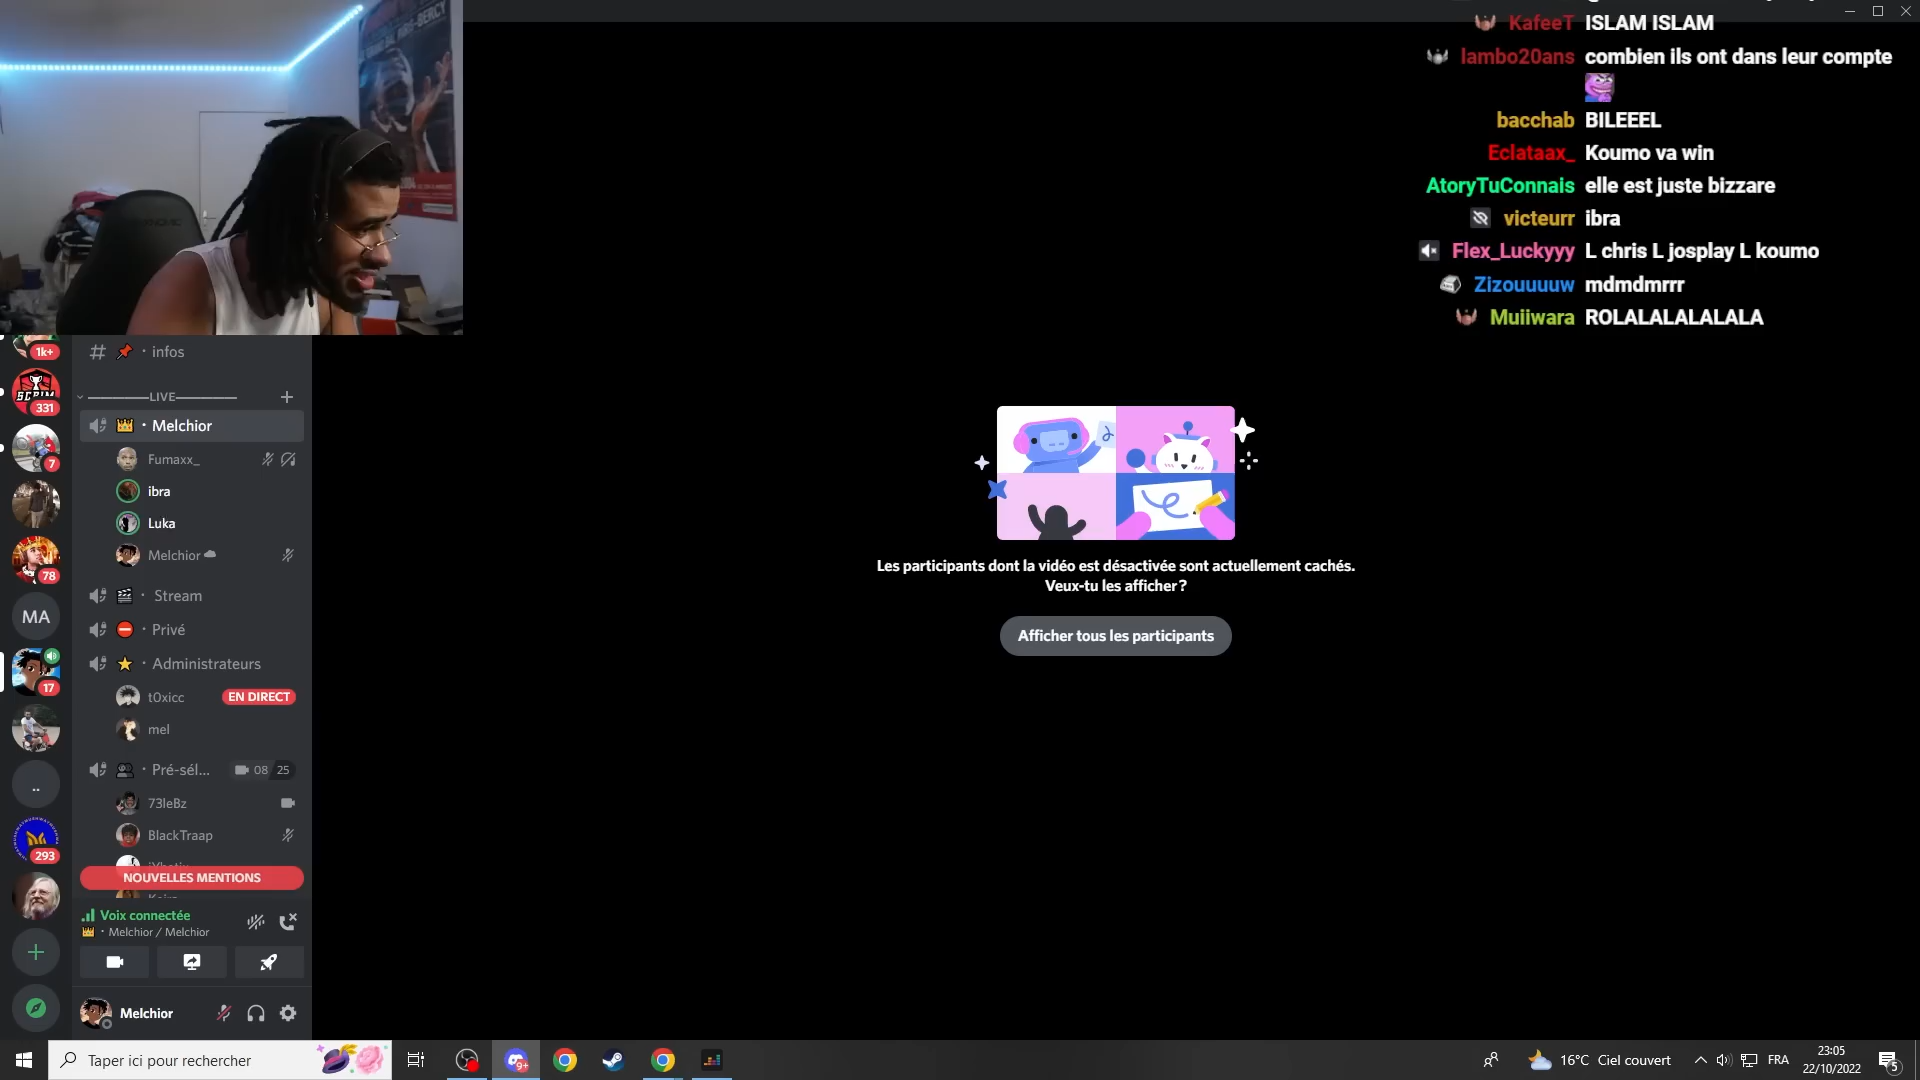 BERCY
KafeeT ISLAM ISLAM
lambo20ans combien ils ont dans leur compte
bacchab BILEEEL
Eclataax_ Koumo va win
AtoryTuConnais elle est juste bizzare
victeurr ibra
Flex_Luckyyy L chris L josplay L koumo
Zizouuuuw mdmdmrrr
Muiiwara ROLALALALALALA
1k+
# · infos
SCRIM
331
LIVE
· Melchior
7
Fumaxx_
ibra
Luka
Melchior
78
· Stream
MA
· Privé
· Administrateurs
17
t0xicc EN DIRECT
mel
· Pré-sél... 08 25
..
73leBz
BlackTraap
293
NOUVELLES MENTIONS
Voix connectée
· Melchior / Melchior
Melchior
Les participants dont la vidéo est désactivée sont actuellement cachés.
Veux-tu les afficher ?
Afficher tous les participants
Taper ici pour rechercher
9+
16°C Ciel couvert
FRA
23:05
22/10/2022
5